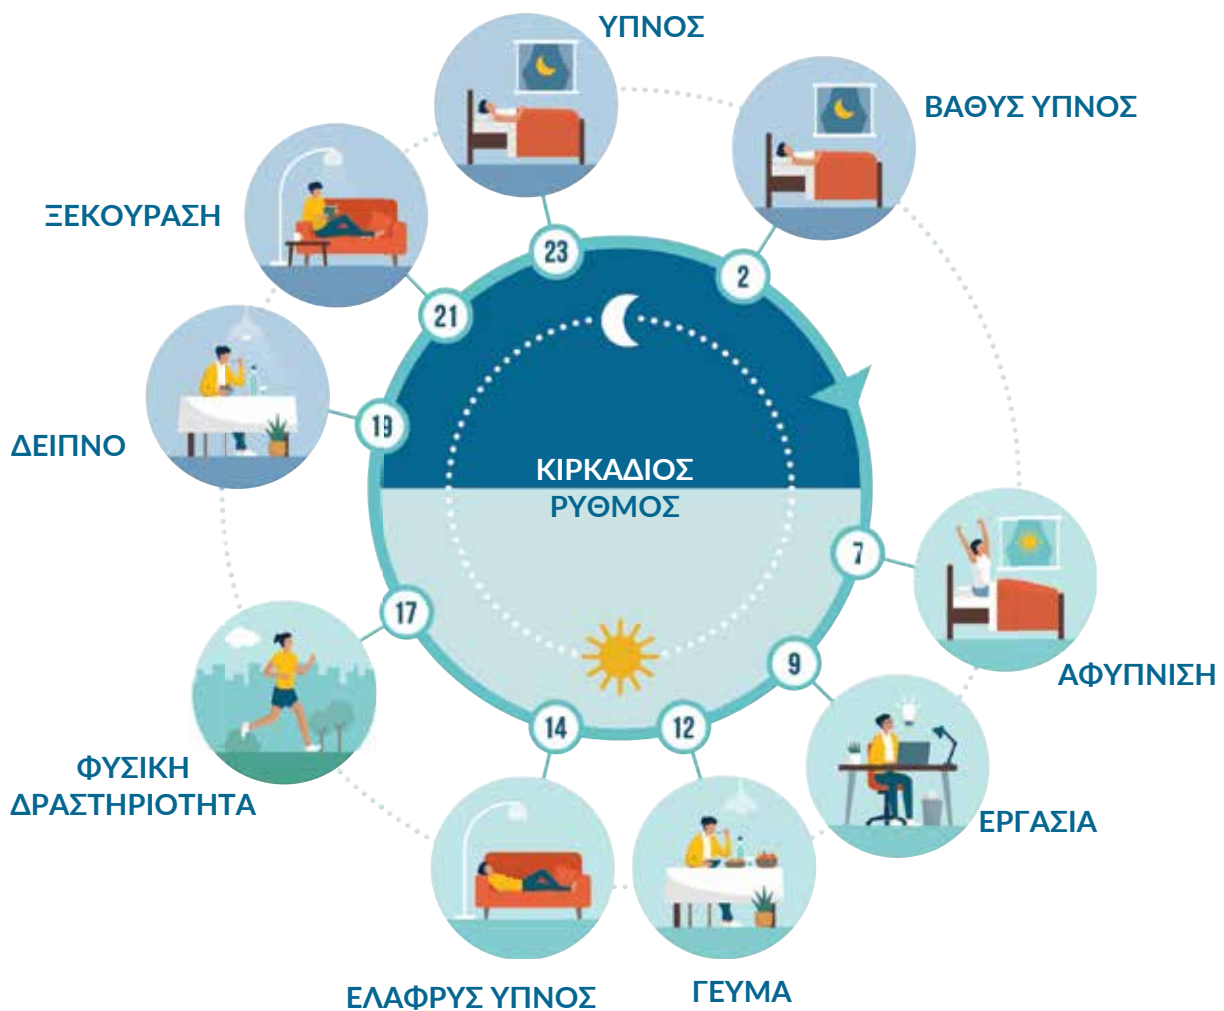 ΥΠΝΟΣ
ΒΑΘΥΣ ΥΠΝΟΣ
ΞΕΚΟΥΡΑΣΗ
23
2
21
ΔΕΙΠΝΟ
19
ΚΙΡΚΑΔΙΟΣ
ΡΥΘΜΟΣ
7
ΑΦΥΠΝΙΣΗ
17
9
14
12
ΦΥΣΙΚΗ
ΔΡΑΣΤΗΡΙΟΤΗΤΑ
ΕΡΓΑΣΙΑ
ΕΛΑΦΡΥΣ ΥΠΝΟΣ
ΓΕΥΜΑ